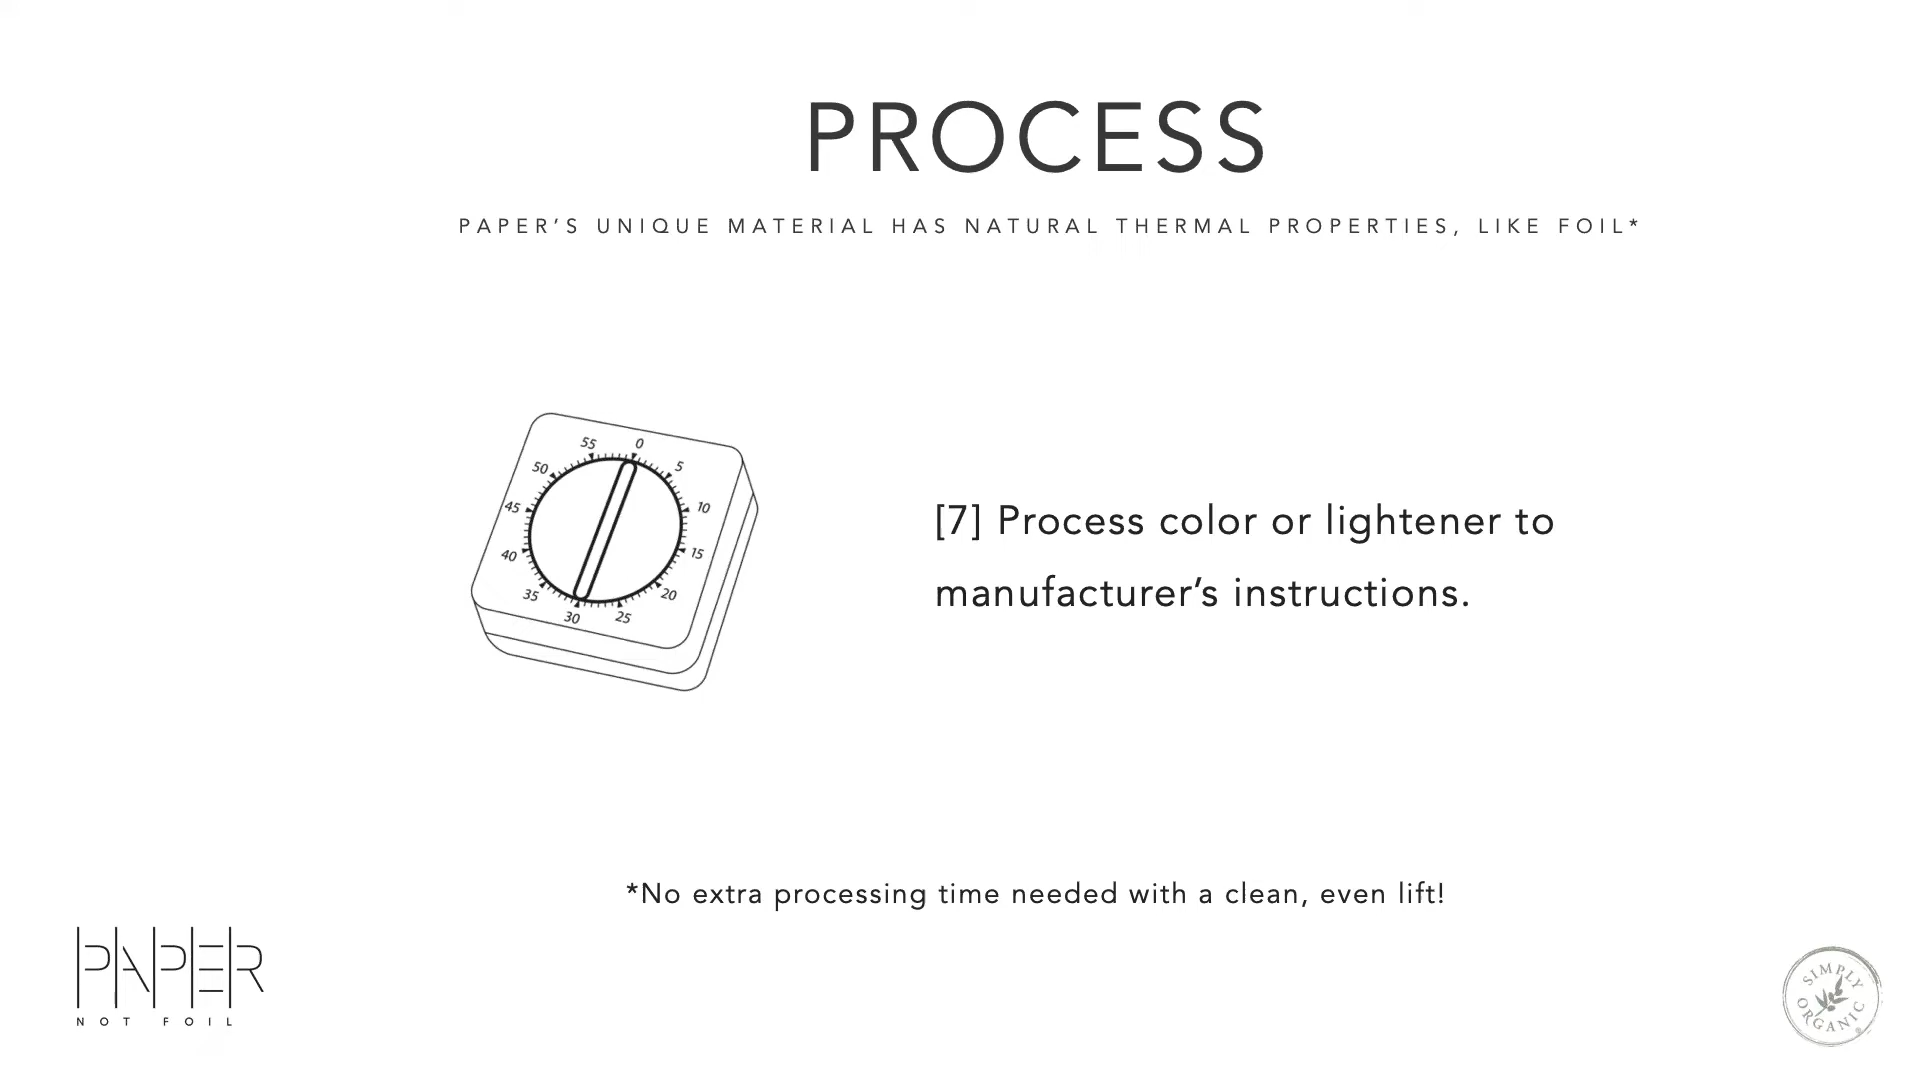 PROCESS
PAPER’S UNIQUE MATERIAL HAS NATURAL THERMAL PROPERTIES, LIKE FOIL*
55 0
50 5
45 10
40 15
35 20
30 25
[7] Process color or lightener to
manufacturer’s instructions.
*No extra processing time needed with a clean, even lift!
PAPER
NOT FOIL
SIMPLY
ORGANIC®